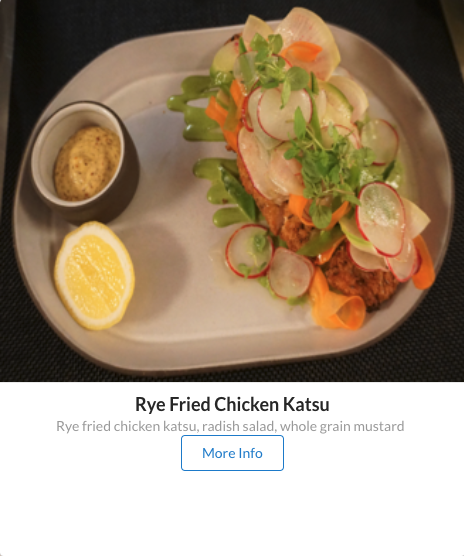 Rye Fried Chicken Katsu
Rye fried chicken katsu, radish salad, whole grain mustard
More Info